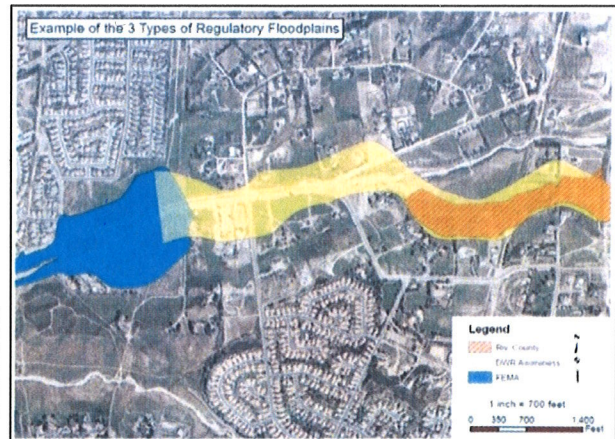 Example of the 3 Types of Regulatory Floodplains
Legend
Riv. County
DWR Awareness
FEMA
1 inch = 700 feet
0 350 700 1,400
Feet